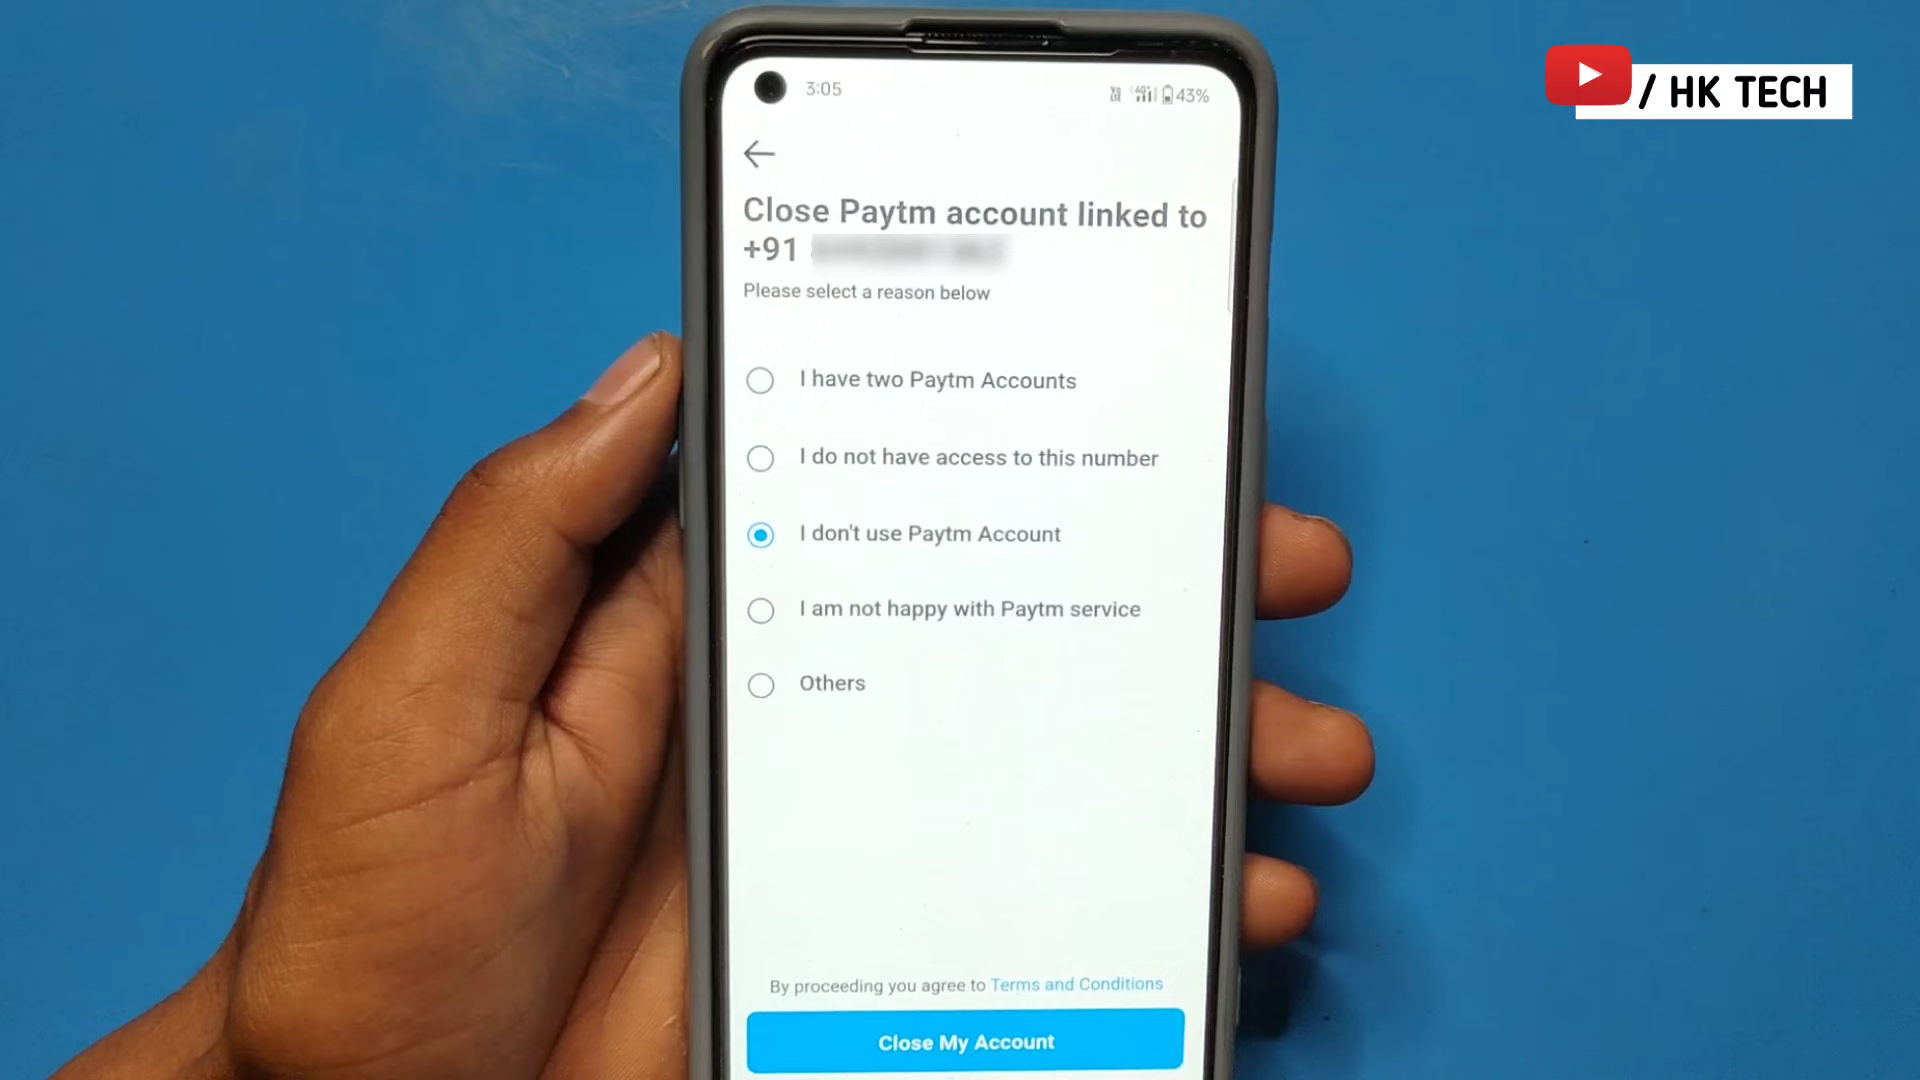 / HK TECH
3:05
43%
Close Paytm account linked to
+91
Please select a reason below
I have two Paytm Accounts
I do not have access to this number
I don't use Paytm Account
I am not happy with Paytm service
Others
By proceeding you agree to Terms and Conditions
Close My Account